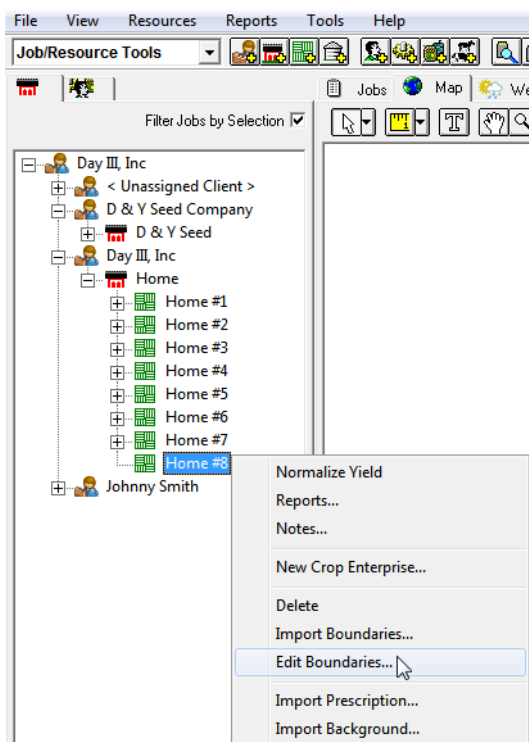 File View Resources Reports Tools Help
Job/Resource Tools
Jobs Map We
Filter Jobs by Selection
T
Day III, Inc
< Unassigned Client >
D & Y Seed Company
D & Y Seed
Day III, Inc
Home
Home #1
Home #2
Home #3
Home #4
Home #5
Home #6
Home #7
Home #8
Johnny Smith
Normalize Yield
Reports...
Notes...
New Crop Enterprise...
Delete
Import Boundaries...
Edit Boundaries...
Import Prescription...
Import Background...